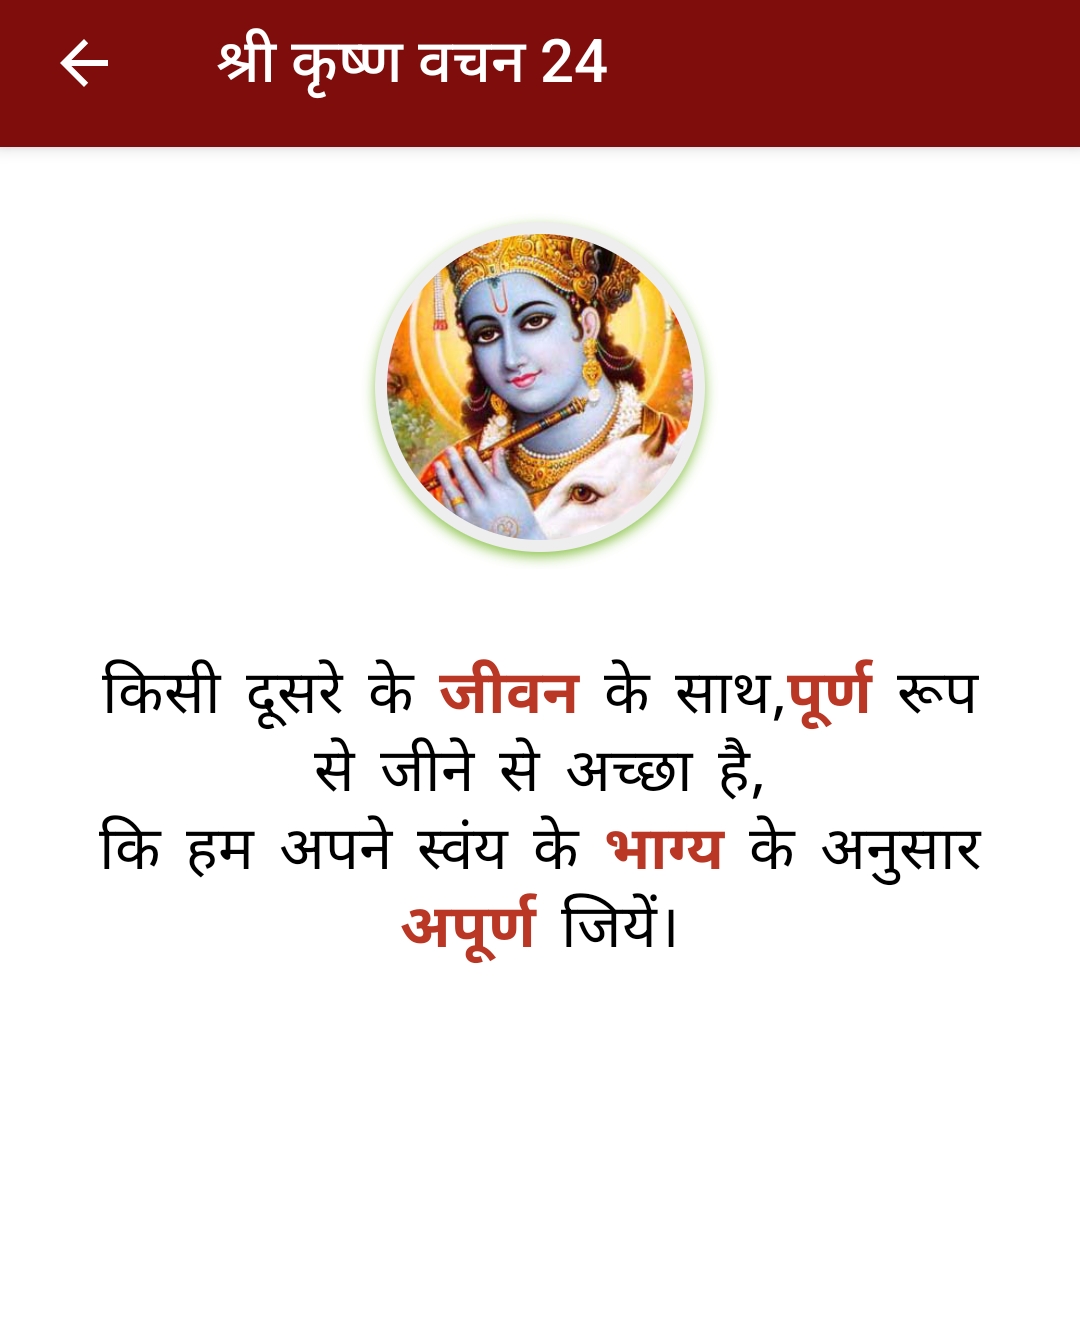 श्री कृष्ण वचन 24
किसी दूसरे के जीवन के साथ,पूर्ण रूप
से जीने से अच्छा है,
कि हम अपने स्वंय के भाग्य के अनुसार
अपूर्ण जियें।